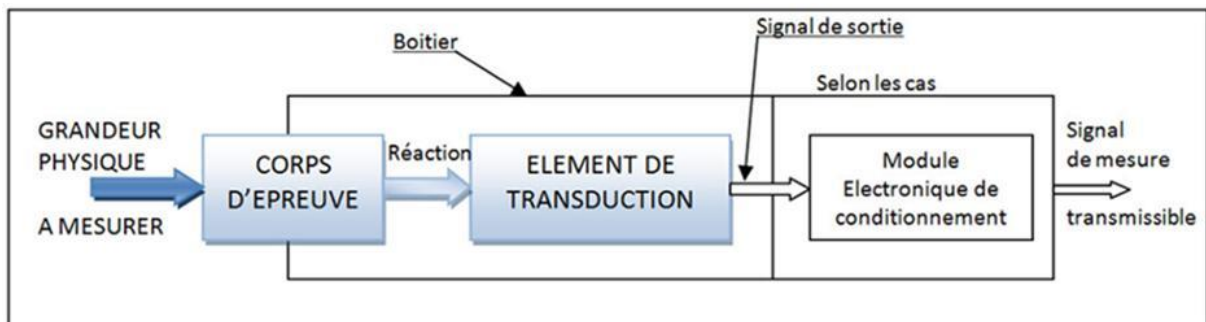 Signal de sortie
Boitier
Selon les cas
GRANDEUR
PHYSIQUE
A MESURER
CORPS
D'EPREUVE
Réaction
ELEMENT DE
TRANSDUCTION
Module
Electronique de
conditionnement
Signal
de mesure
transmissible